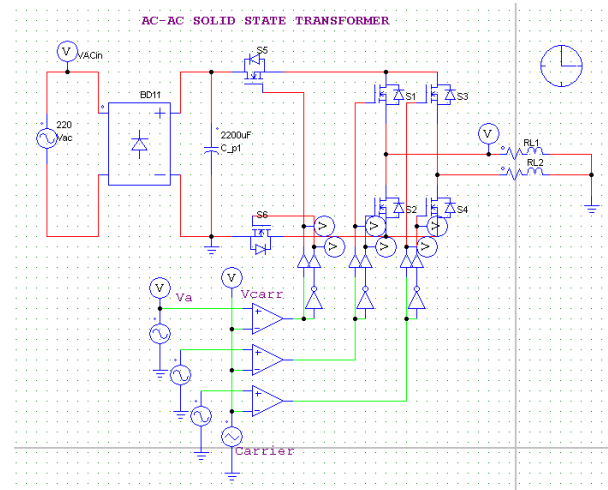 AC-AC SOLID STATE TRANSFORMER
V VACin
S5
BD11
S1 S3
220
Vac
2200uF
C_p1
V
RL1
RL2
S6
S2 S4
V V V
V V V
V V
Va Vcarr
Carrier